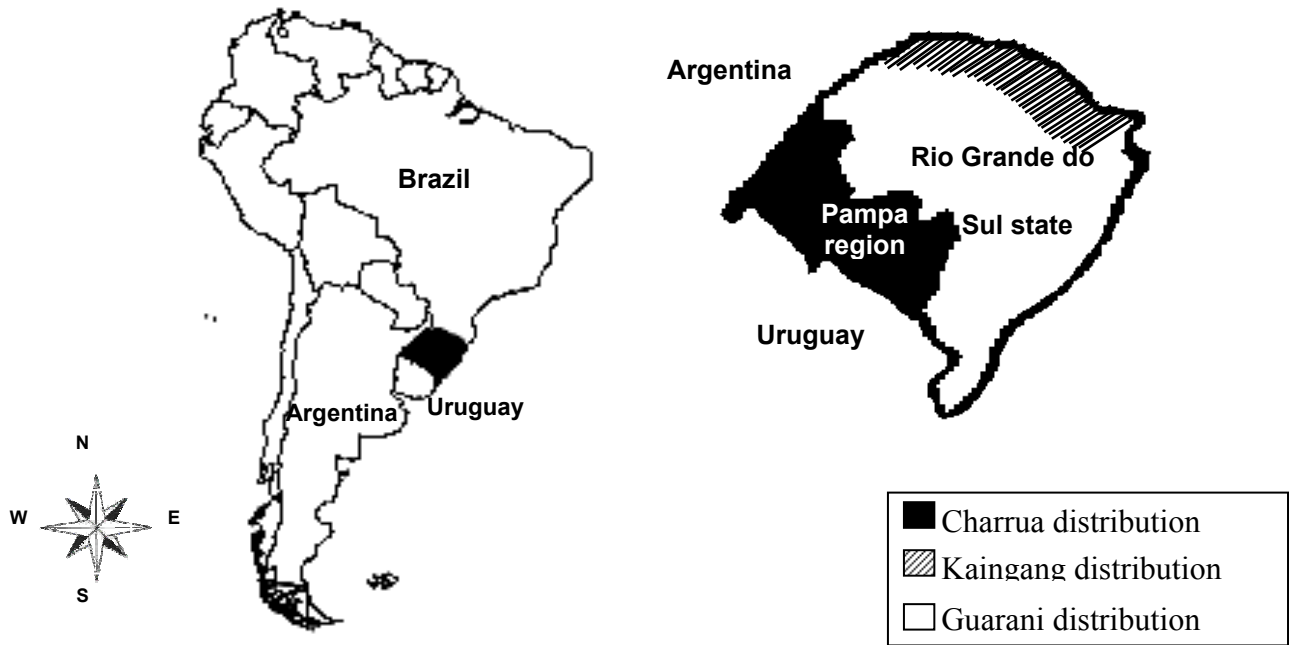 Brazil
Argentina
Uruguay
N
W
E
S
Argentina
Rio Grande do
Sul state
Pampa
region
Uruguay
Charrua distribution
Kaingang distribution
Guarani distribution